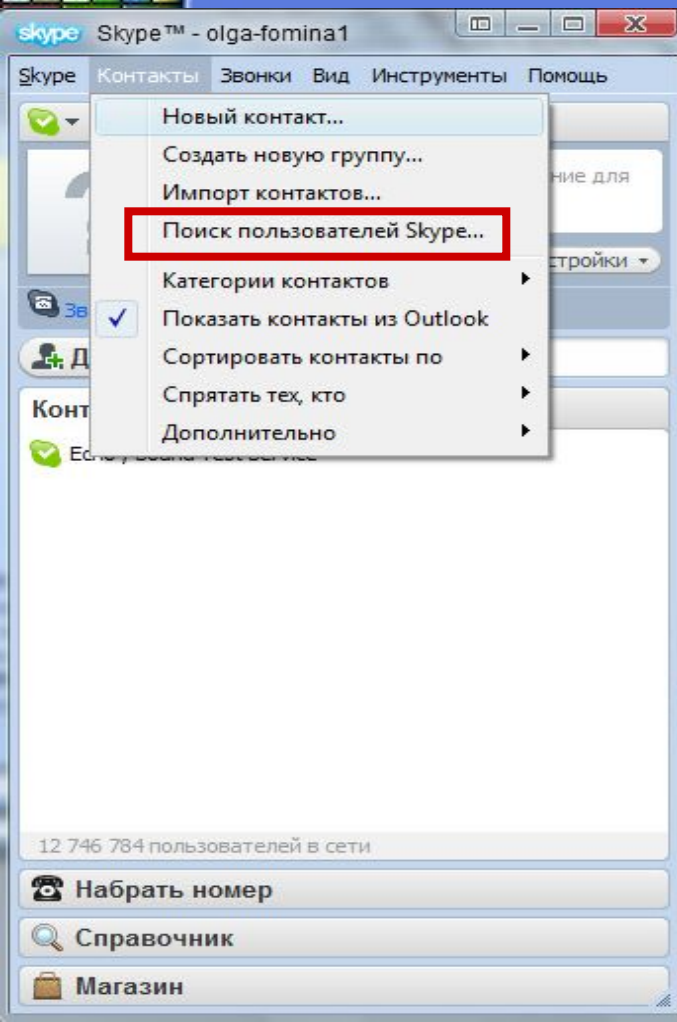 skype Skype™ - olga-fomina1
Skype Контакты Звонки Вид Инструменты Помощь
Новый контакт...
Создать новую группу...
ние для
Импорт контактов...
Поиск пользователей Skype...
стройки
Категории контактов
Зв
Показать контакты из Outlook
Д
Сортировать контакты по
Спрятать тех, кто
Конт
Дополнительно
12 746 784 пользователей в сети
Набрать номер
Справочник
Магазин